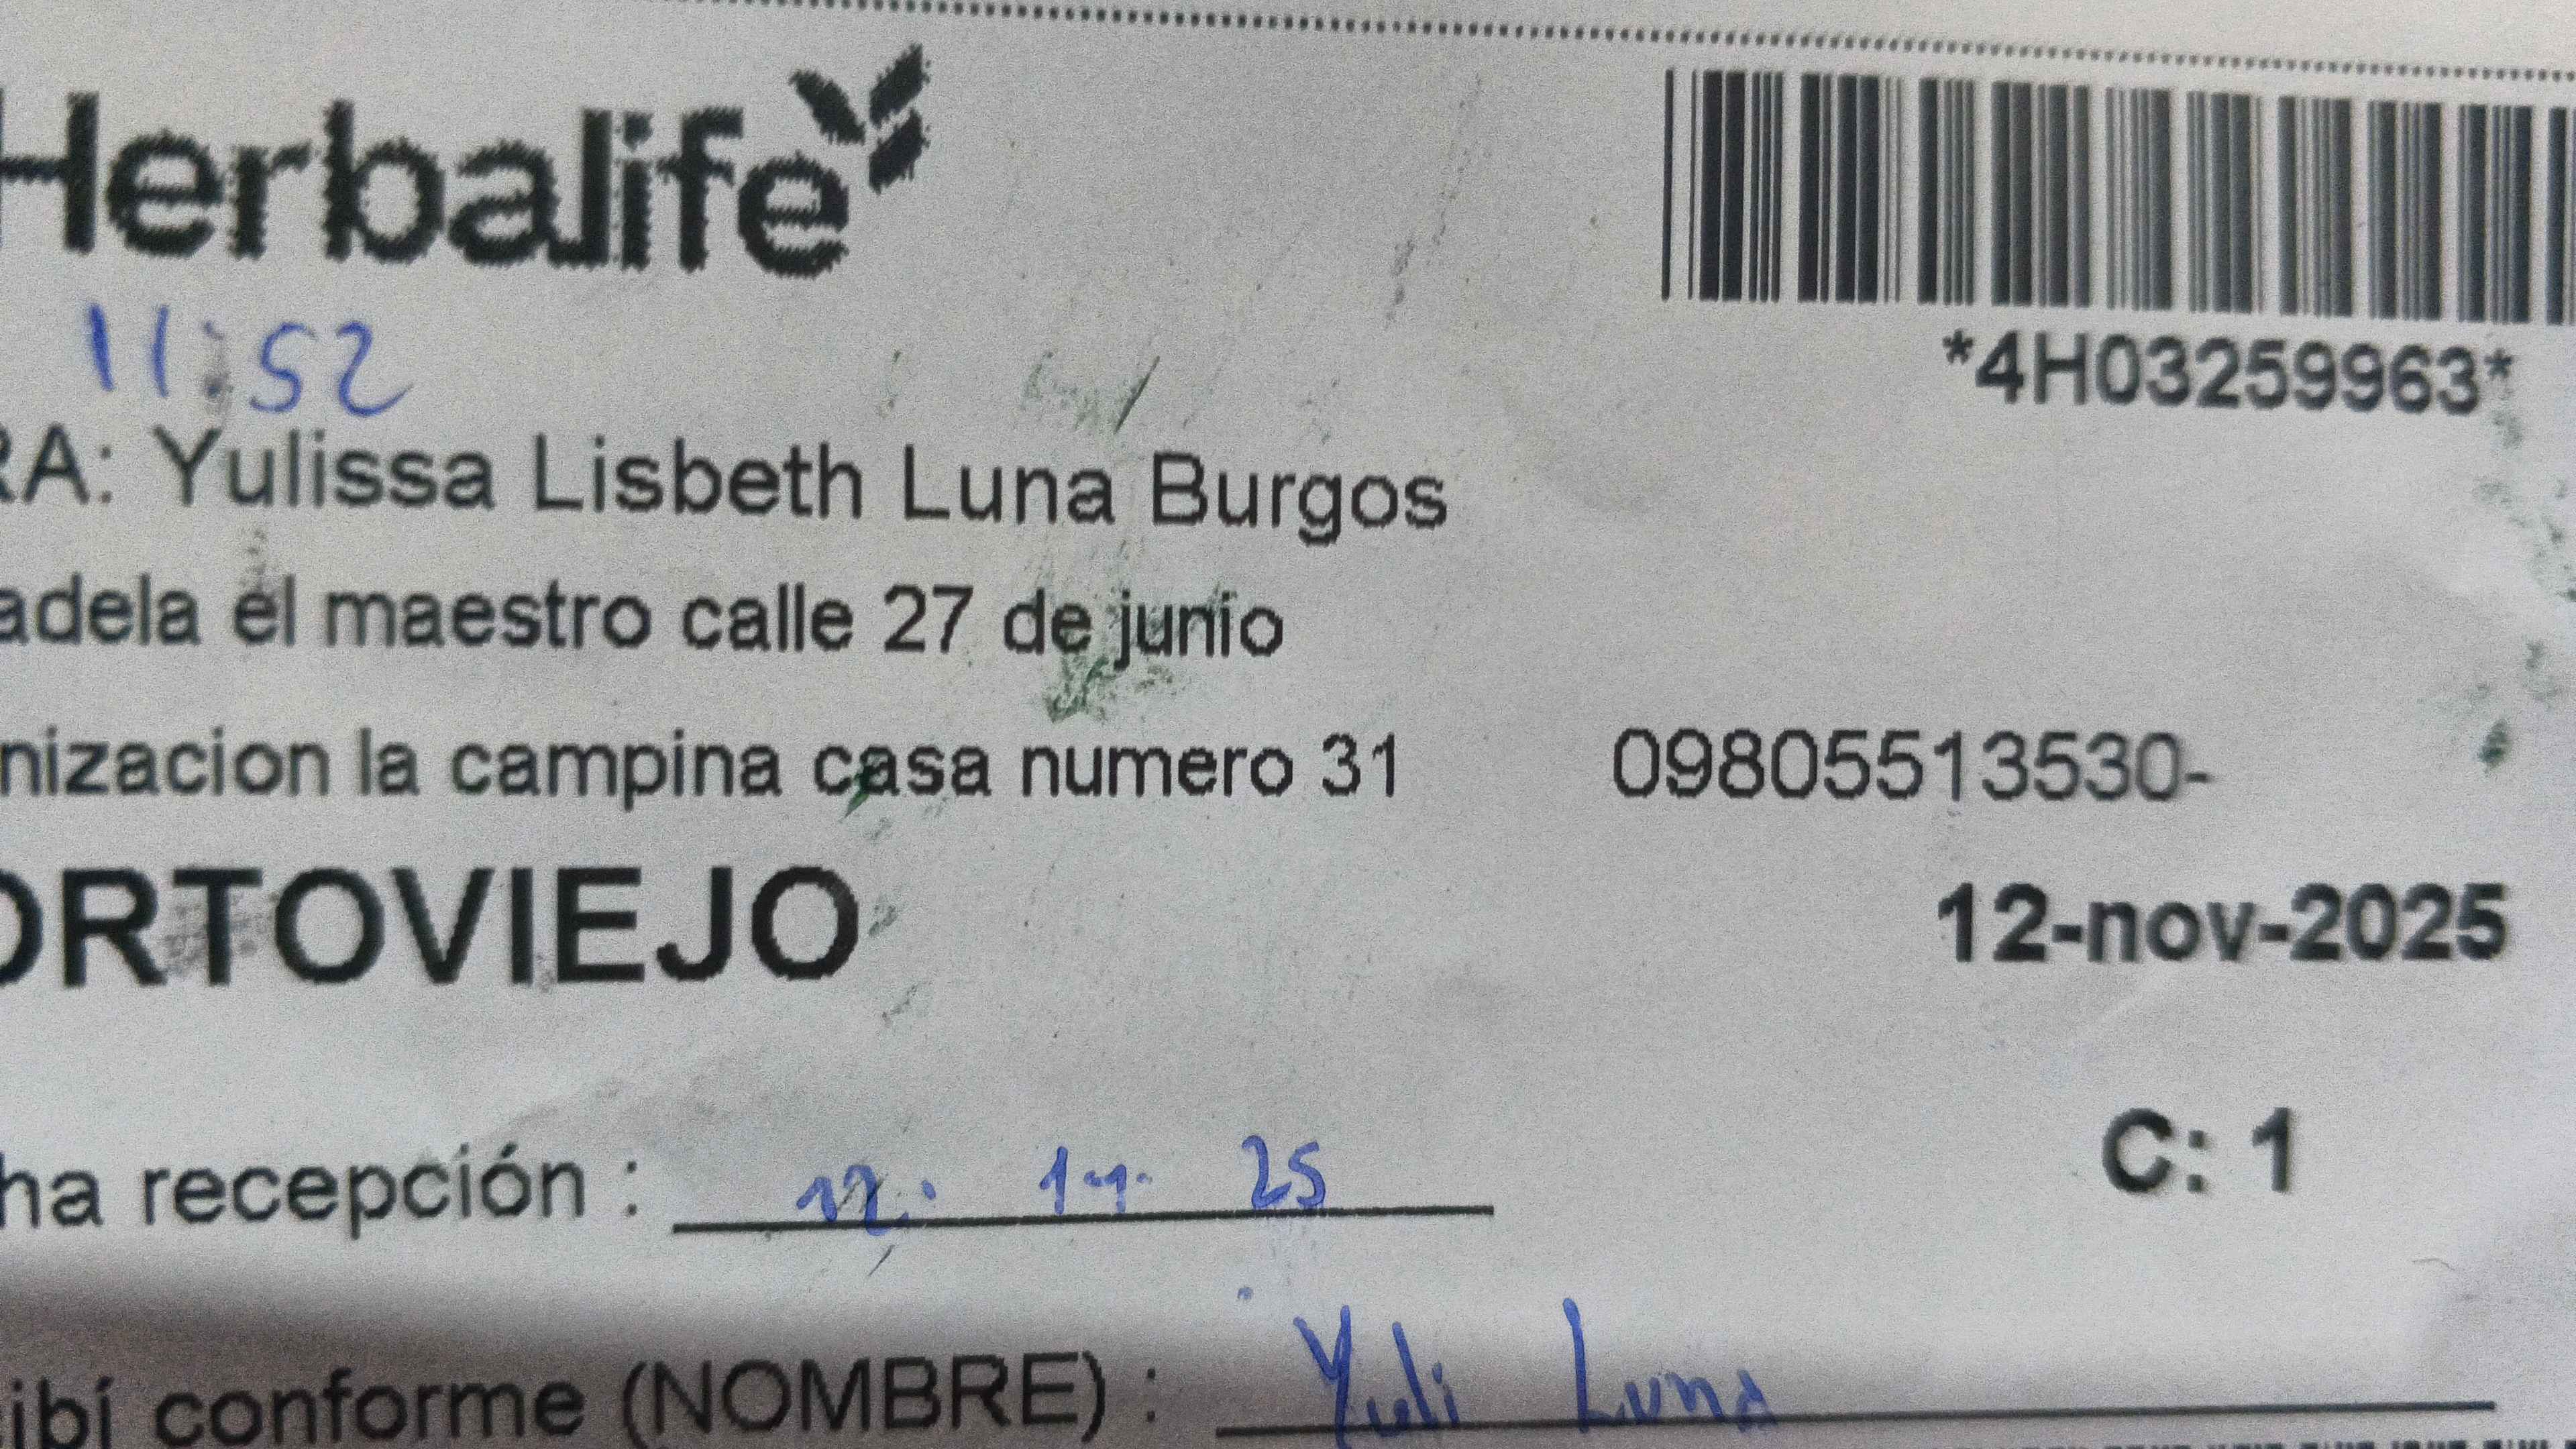 Herbalife
11:52
*4H03259963*
RA: Yulissa Lisbeth Luna Burgos
adela el maestro calle 27 de junio
nizacion la campina casa numero 31 09805513530-
ORTOVIEJO 12-nov-2025
C: 1
ha recepción : 12. 25
ibí conforme (NOMBRE) : Yuli Luna